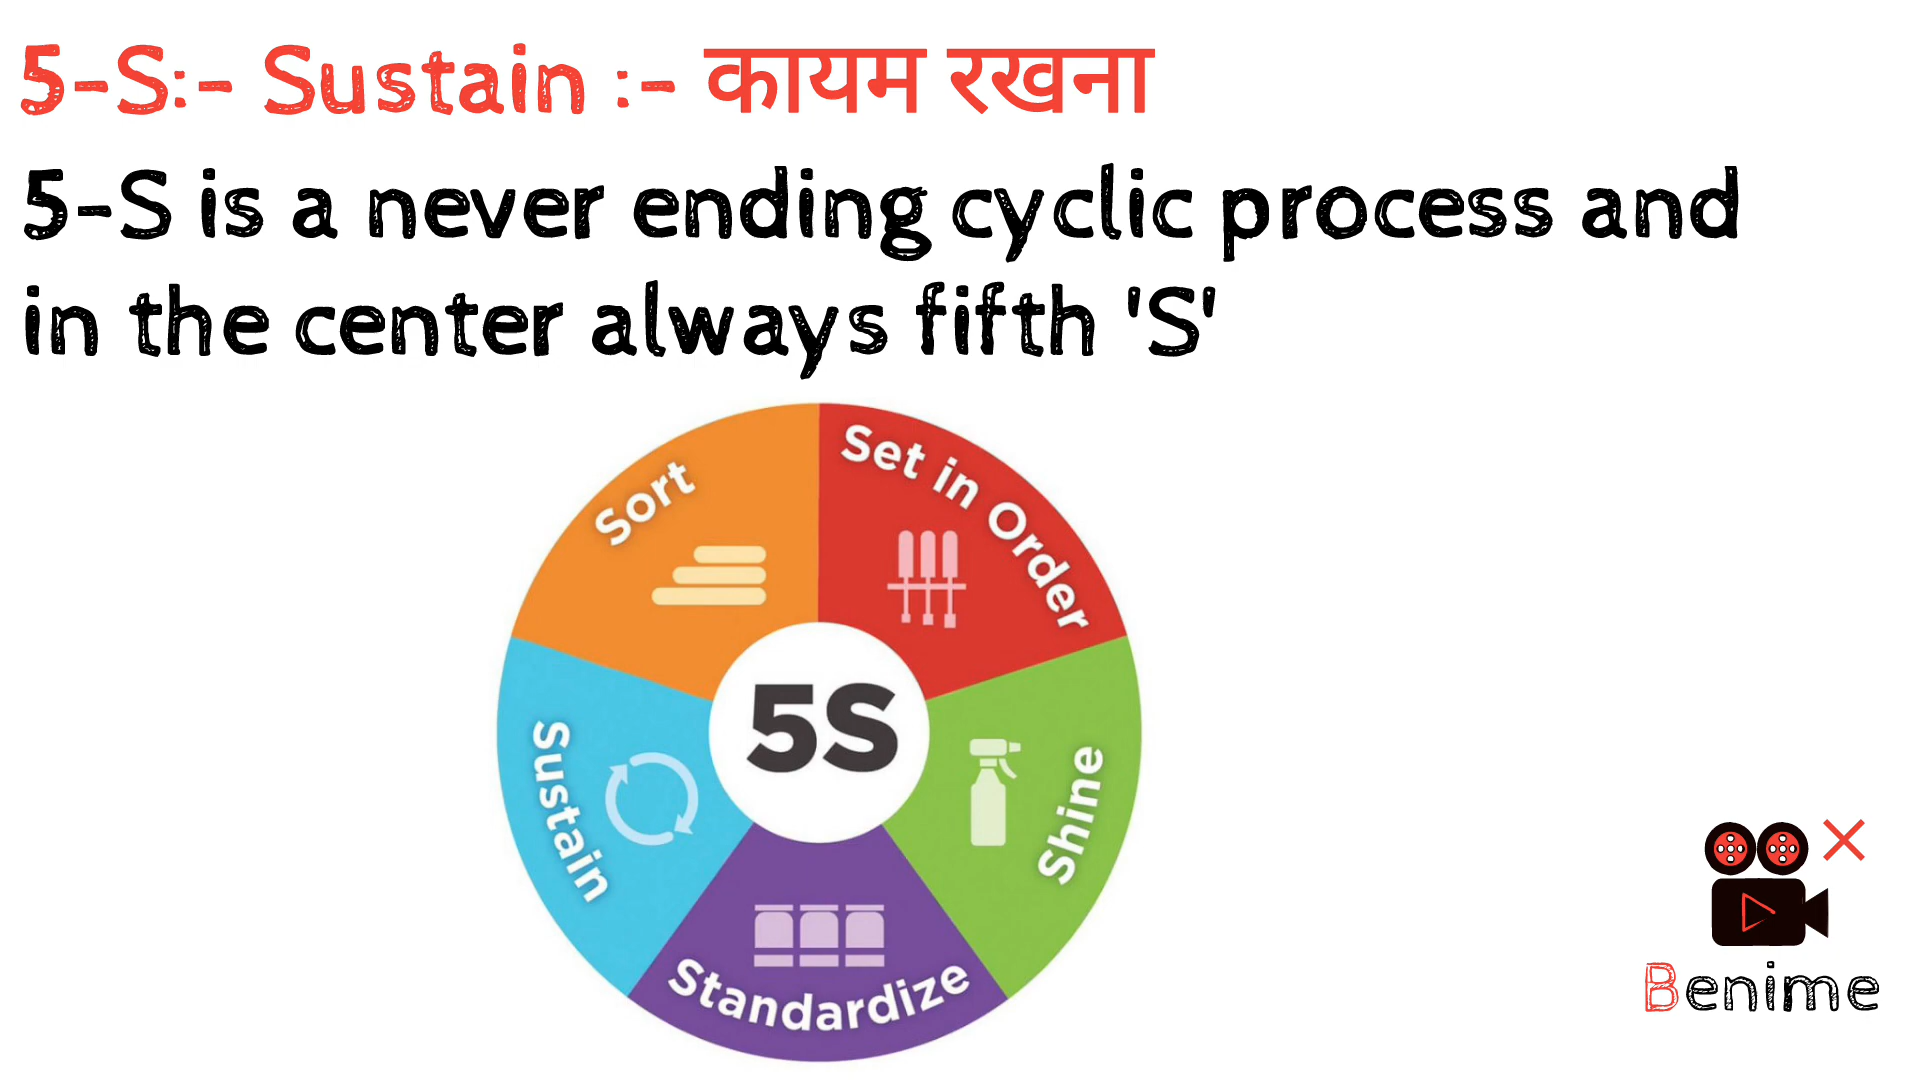 5-S:- Sustain :- कायम रखना
5-S is a never ending cyclic process and
in the center always fifth 'S'
Sort
Set in Order
5S
Sustain
Shine
Standardize
Benime